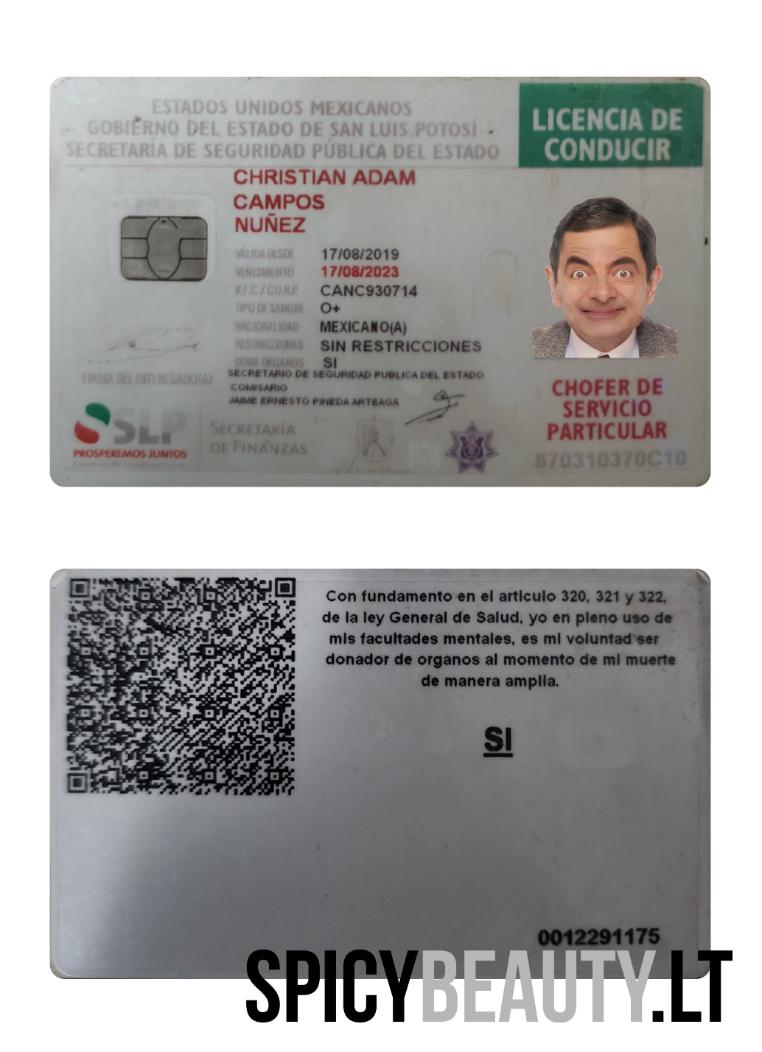 ESTADOS UNIDOS MEXICANOS
GOBIERNO DEL ESTADO DE SAN LUIS POTOSÍ
SECRETARÍA DE SEGURIDAD PÚBLICA DEL ESTADO
LICENCIA DE
CONDUCIR
CHRISTIAN ADAM
CAMPOS
NUÑEZ
VÁLIDA DESDE 17/08/2019
VENCIMIENTO 17/08/2023
R.F.C / C.U.R.P. CANC930714
TIPO DE SANGRE O+
NACIONALIDAD MEXICANO(A)
RESTRICCIONES SIN RESTRICCIONES
DONA ÓRGANOS SI
FIRMA DEL INTERESADO(A)
SECRETARIO DE SEGURIDAD PUBLICA DEL ESTADO
COMISARIO
JAIME ERNESTO PINEDA ARTEAGA
CHOFER DE
SERVICIO
PARTICULAR
870310370C10
SLP
PROSPEREMOS JUNTOS
SECRETARÍA
DE FINANZAS
Con fundamento en el articulo 320, 321 y 322,
de la ley General de Salud, yo en pleno uso de
mis facultades mentales, es mi voluntad ser
donador de organos al momento de mi muerte
de manera amplia.
SI
0012291175
SPICYBEAUTY.LT